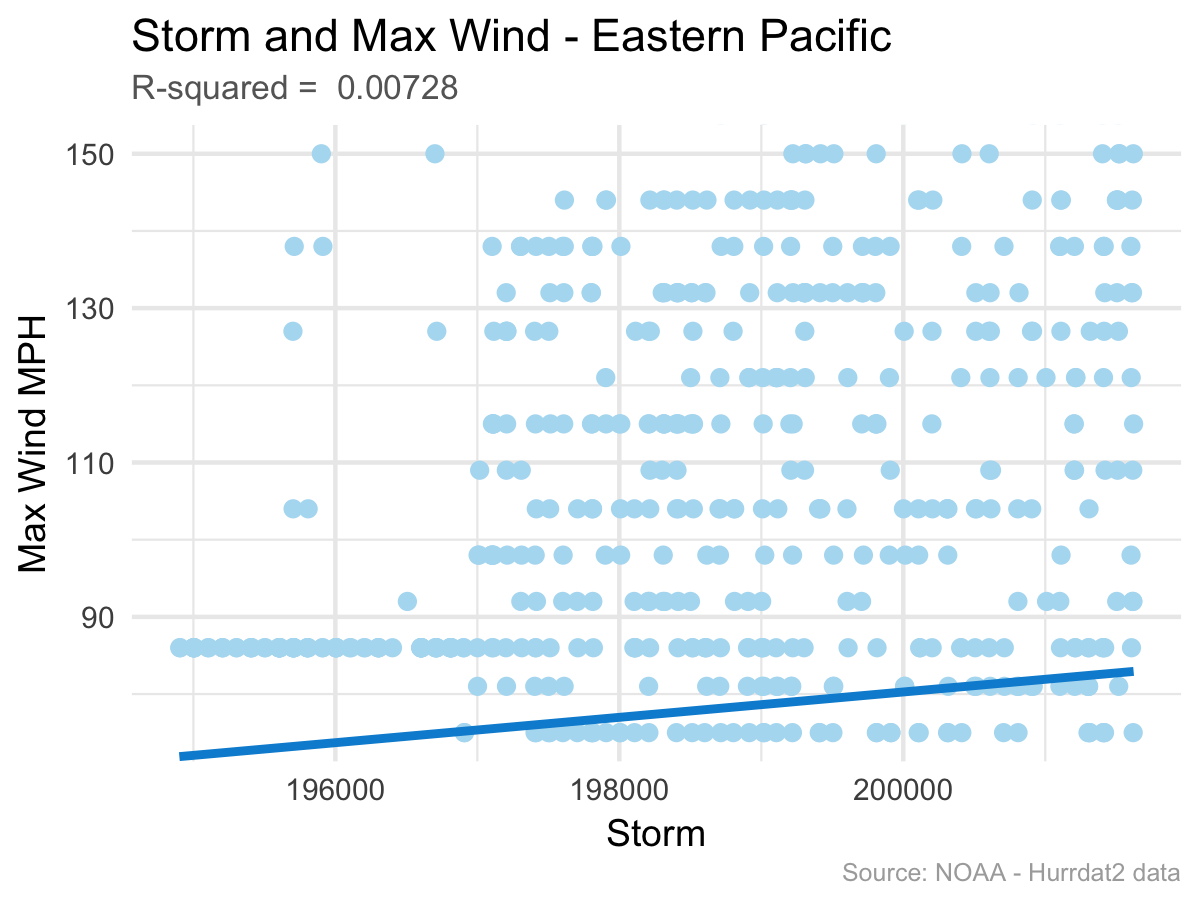 Storm and Max Wind - Eastern Pacific
R-squared =  0.00728
150
130
110
90
Max Wind MPH
196000
198000
200000
Storm
Source: NOAA - Hurrdat2 data